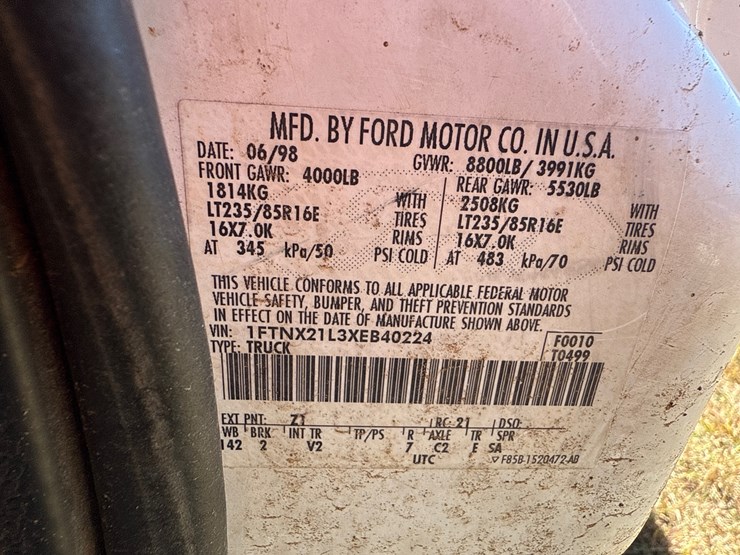 MFD. BY FORD MOTOR CO. IN U.S.A.
DATE: 06/98 GVWR: 8800LB/ 3991KG
FRONT GAWR: 4000LB REAR GAWR: 5530LB
1814KG WITH 2508KG WITH
LT235/85R16E TIRES LT235/85R16E TIRES
16X7.0K RIMS 16X7.0K RIMS
AT 345 kPa/50 PSI COLD AT 483 kPa/70 PSI COLD
THIS VEHICLE CONFORMS TO ALL APPLICABLE FEDERAL MOTOR
VEHICLE SAFETY, BUMPER, AND THEFT PREVENTION STANDARDS
IN EFFECT ON THE DATE OF MANUFACTURE SHOWN ABOVE.
VIN: 1FTNX21L3XEB40224 F0010
TYPE: TRUCK T0499
EXT PNT: Z1 RC: 21 DSO:
WB BRK INT TR TP/PS R AXLE TR SPR
142 2 V2 7 C2 E SA
UTC F85B-1520472-AB